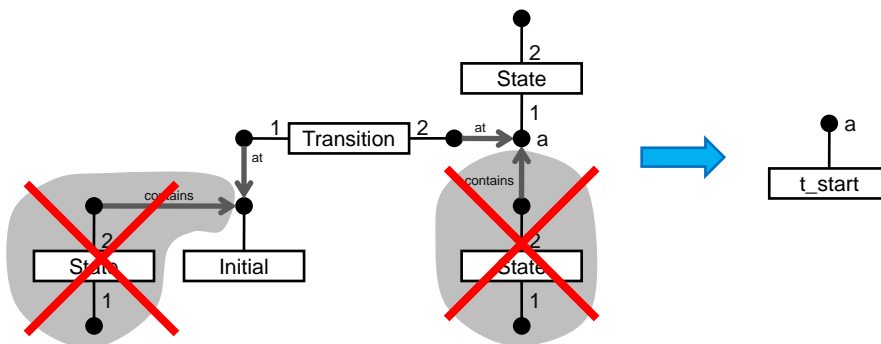 2
State
1
1 Transition 2 at a
at
contains
contains
t_start
a
2
State
1
Initial
2
State
1